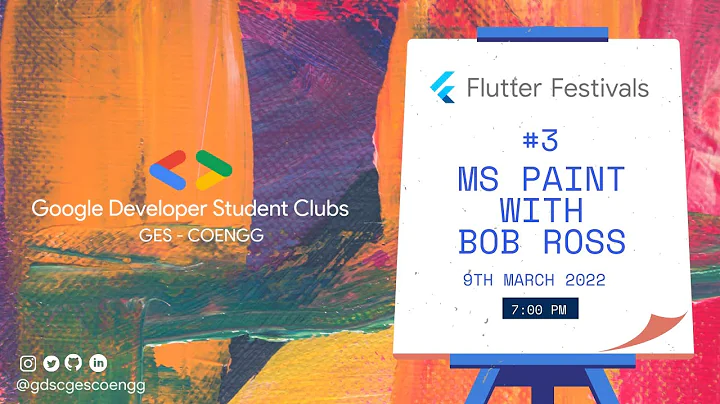 Google Developer Student Clubs
GES - COENGG
@gdscgescoengg
Flutter Festivals
#3
MS PAINT
WITH
BOB ROSS
9TH MARCH 2022
7:00 PM